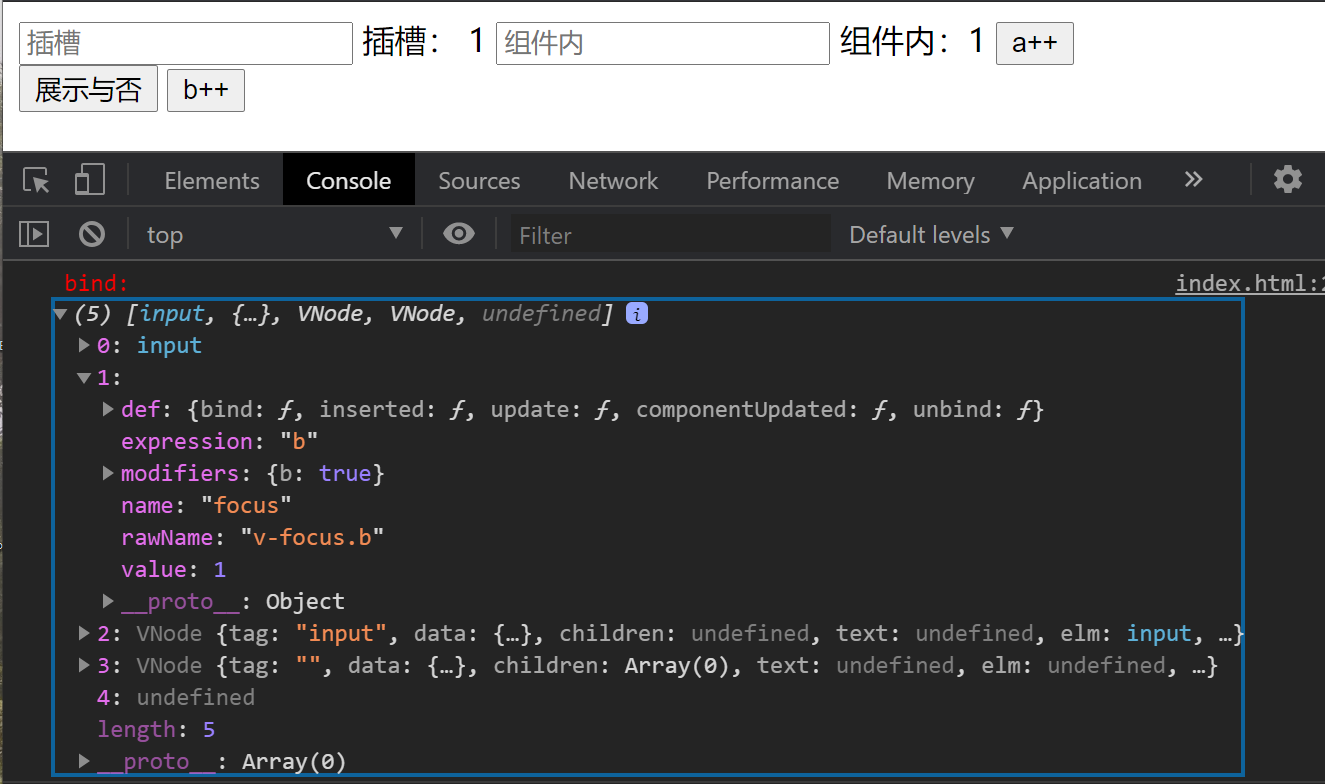 插槽 插槽： 1 组件内 组件内：1 a++
展示与否 b++
Elements Console Sources Network Performance Memory Application »
top Filter Default levels
bind: index.html:2
(5) [input, {…}, VNode, VNode, undefined] i
0: input
1:
def: {bind: ƒ, inserted: ƒ, update: ƒ, componentUpdated: ƒ, unbind: ƒ}
expression: "b"
modifiers: {b: true}
name: "focus"
rawName: "v-focus.b"
value: 1
__proto__: Object
2: VNode {tag: "input", data: {…}, children: undefined, text: undefined, elm: input, …}
3: VNode {tag: "", data: {…}, children: Array(0), text: undefined, elm: undefined, …}
4: undefined
length: 5
__proto__: Array(0)